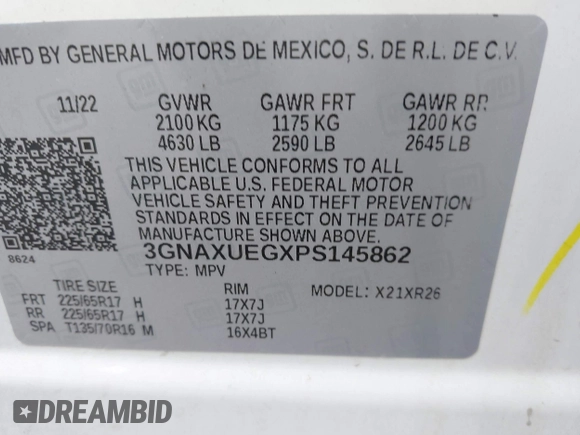 MFD BY GENERAL MOTORS DE MEXICO, S. DE R.L. DE C.V.
11/22 GVWR GAWR FRT GAWR RR
2100 KG 1175 KG 1200 KG
4630 LB 2590 LB 2645 LB
THIS VEHICLE CONFORMS TO ALL
APPLICABLE U.S. FEDERAL MOTOR
VEHICLE SAFETY AND THEFT PREVENTION
STANDARDS IN EFFECT ON THE DATE OF
MANUFACTURE SHOWN ABOVE.
8624 3GNAXUEGXPS145862
TYPE: MPV
TIRE SIZE RIM MODEL: X21XR26
FRT 225/65R17 H 17X7J
RR 225/65R17 H 17X7J
SPA T135/70R16 M 16X4BT
DREAMBID